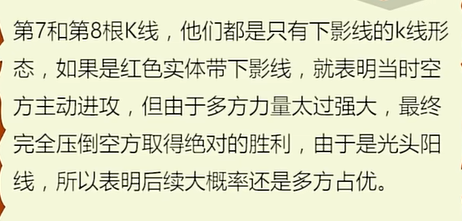 第7和第8根K线，他们都是只有下影线的k线形
态，如果是红色实体带下影线，就表明当时空
方主动进攻，但由于多方力量太过强大，最终
完全压倒空方取得绝对的胜利，由于是光头阳
线，所以表明后续大概率还是多方占优。